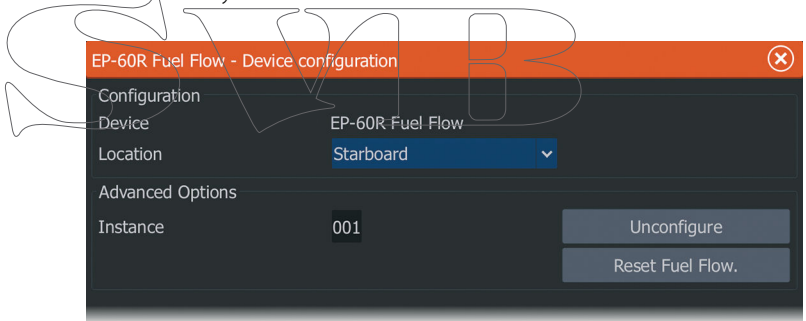 SVB
EP-60R Fuel Flow - Device configuration
Configuration
Device EP-60R Fuel Flow
Location Starboard
Advanced Options
Instance 001 Unconfigure
Reset Fuel Flow.